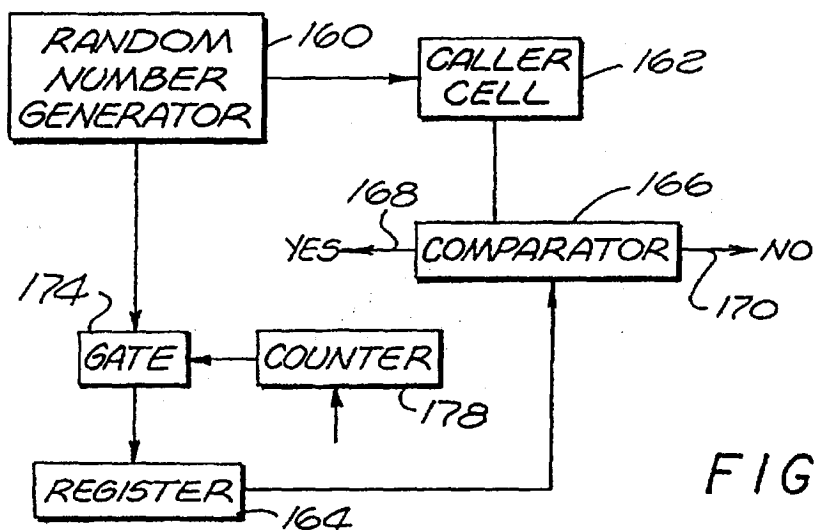 RANDOM
NUMBER
GENERATOR
160
CALLER
CELL
162
166
168
YES
COMPARATOR
NO
170
174
GATE
COUNTER
178
REGISTER
164
FIG